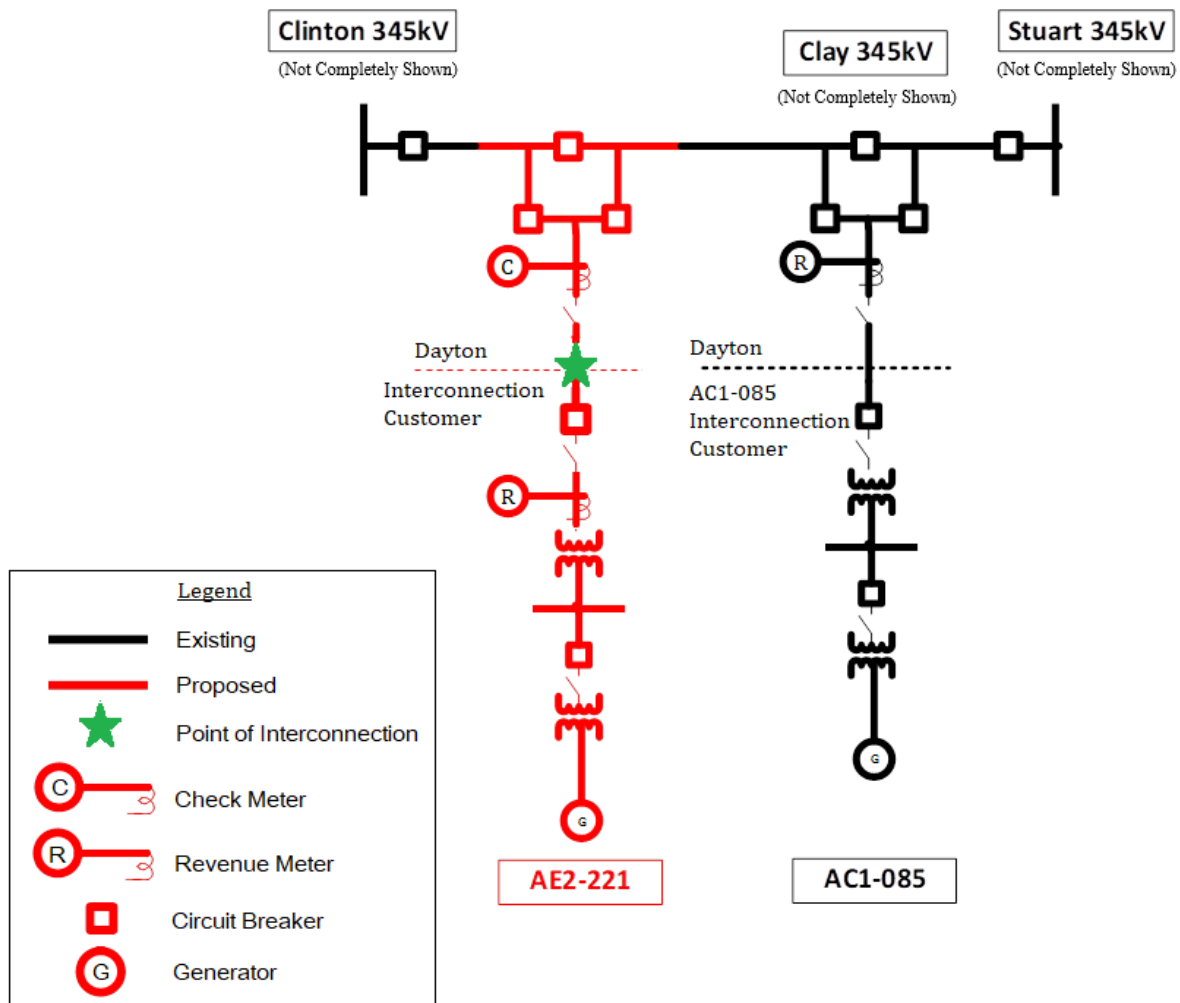 Clinton 345kV
(Not Completely Shown)
Clay 345kV
(Not Completely Shown)
Stuart 345kV
(Not Completely Shown)
C
R
Dayton
Interconnection
Customer
Dayton
AC1-085
Interconnection
Customer
R
G
G
AE2-221
AC1-085
Legend
Existing
Proposed
Point of Interconnection
C
Check Meter
R
Revenue Meter
Circuit Breaker
G
Generator